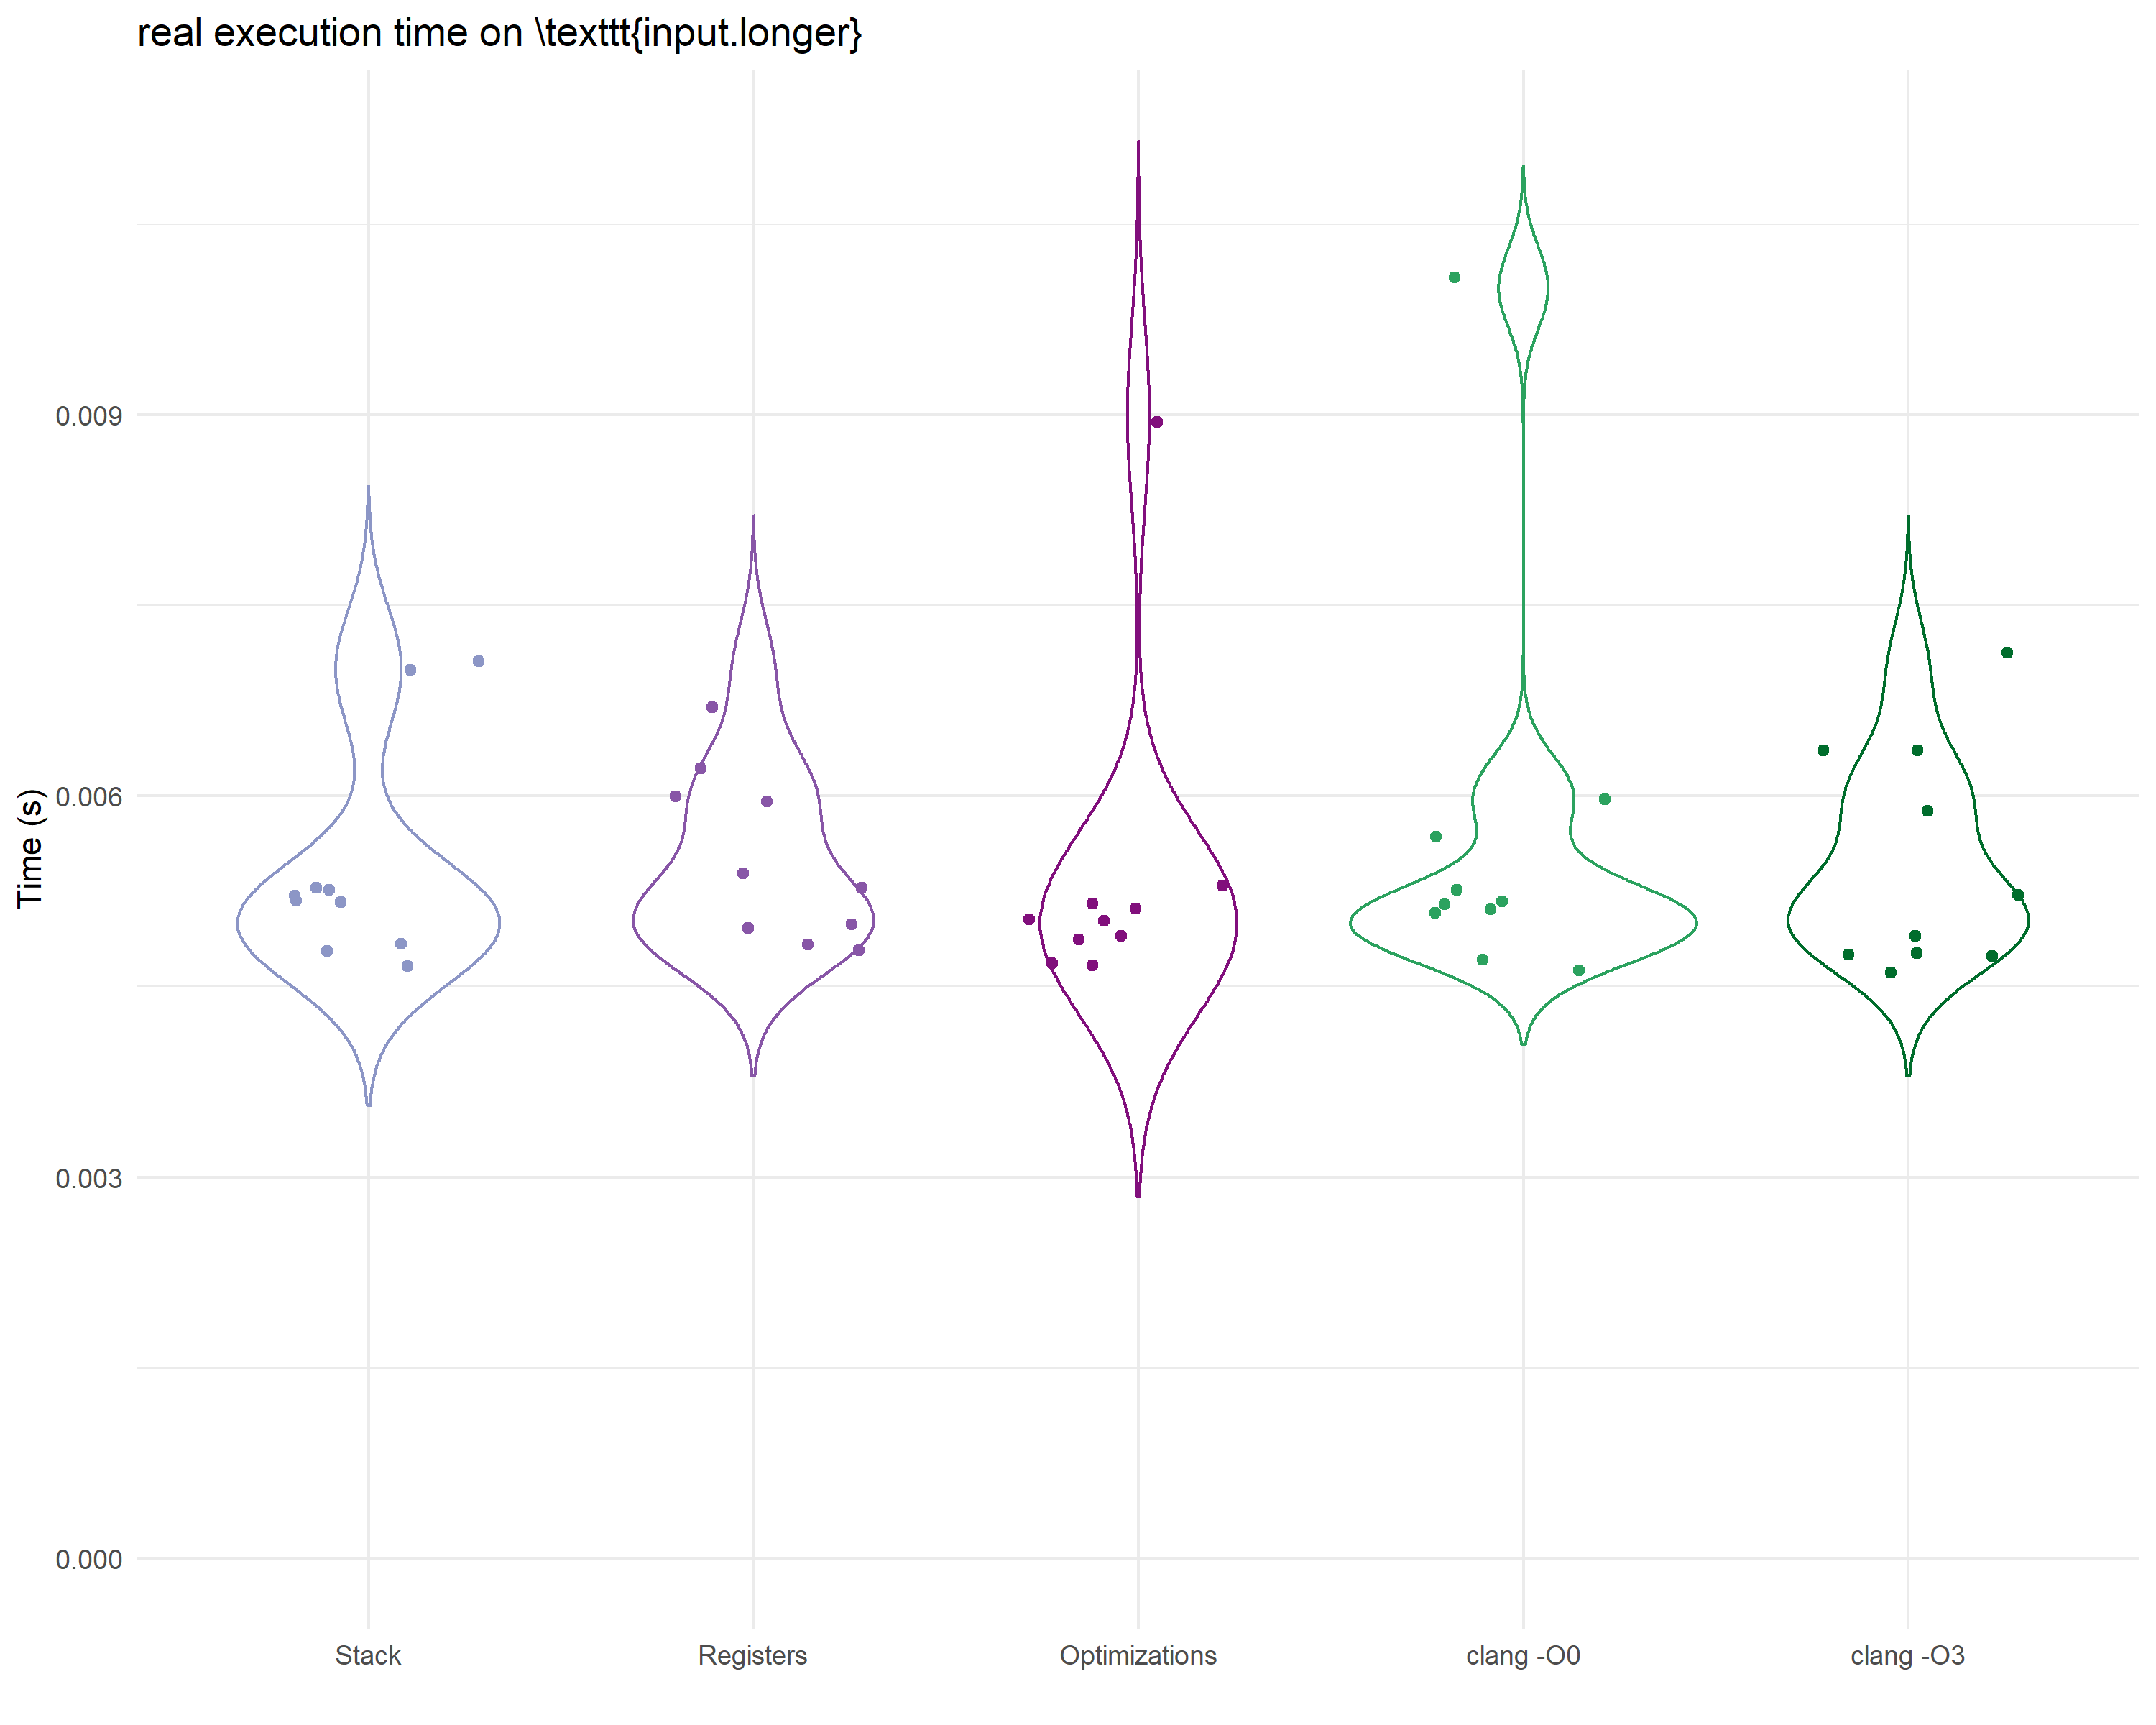 real execution time on \texttt{input.longer}
Time (s)
0.009
0.006
0.003
0.000
Stack
Registers
Optimizations
clang -O0
clang -O3